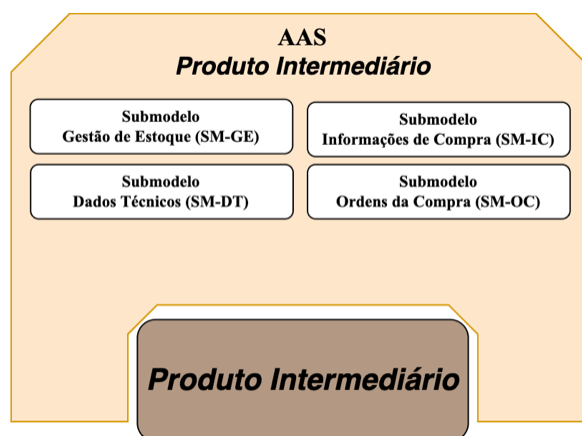 AAS
Produto Intermediário
Submodelo
Gestão de Estoque (SM-GE)
Submodelo
Informações de Compra (SM-IC)
Submodelo
Dados Técnicos (SM-DT)
Submodelo
Ordens da Compra (SM-OC)
Produto Intermediário